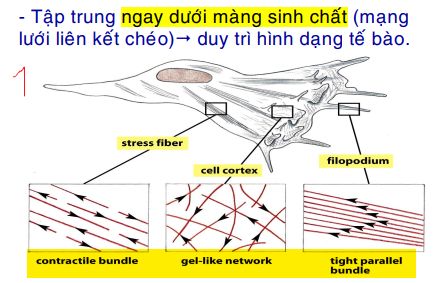 - Tập trung ngay dưới màng sinh chất (mạng
lưới liên kết chéo)→ duy trì hình dạng tế bào.
1
stress fiber
cell cortex
filopodium
contractile bundle
gel-like network
tight parallel
bundle